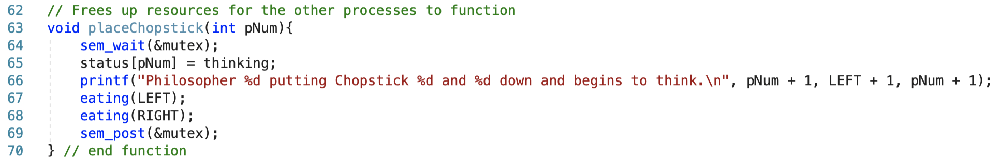 62 // Frees up resources for the other processes to function
63 void placeChopstick(int pNum){
64 sem_wait(&mutex);
65 status[pNum] = thinking;
66 printf("Philosopher %d putting Chopstick %d and %d down and begins to think.\n", pNum + 1, LEFT + 1, pNum + 1);
67 eating(LEFT);
68 eating(RIGHT);
69 sem_post(&mutex);
70 } // end function